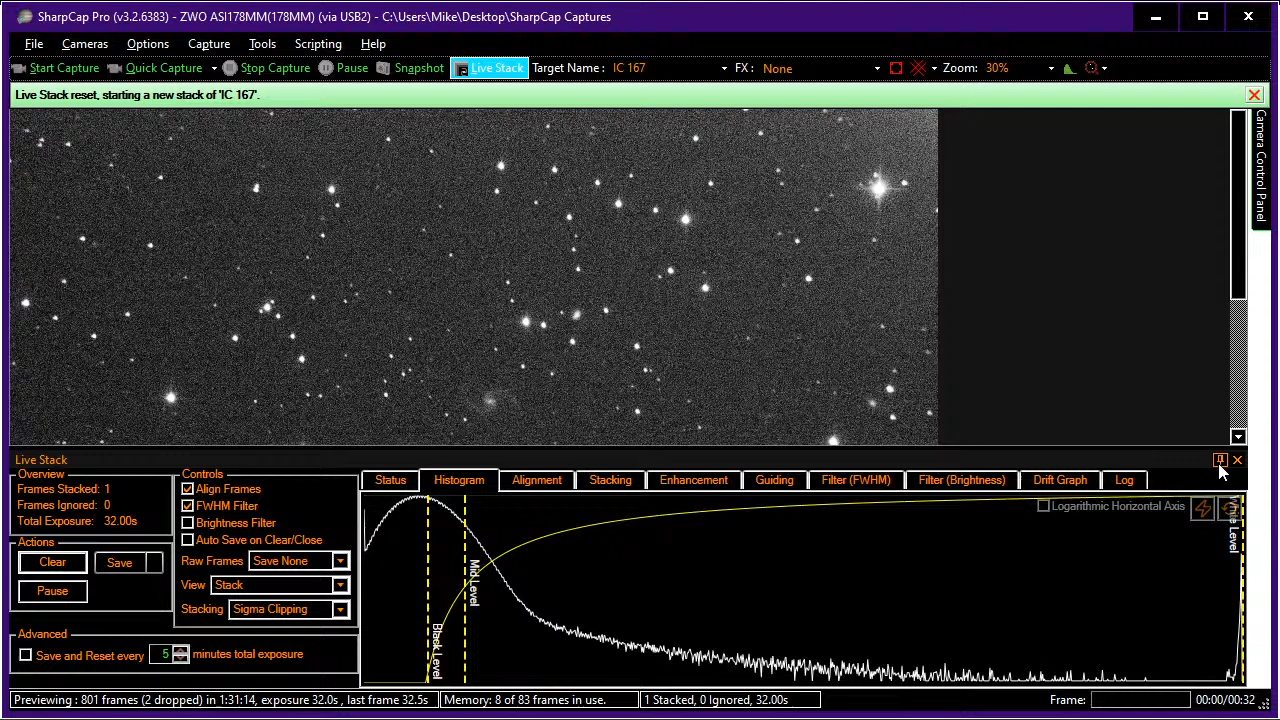 SharpCap Pro (v3.2.6383) - ZWO ASI178MM(178MM) (via USB2) - C:\Users\Mike\Desktop\SharpCap Captures
File Cameras Options Capture Tools Scripting Help
Start Capture Quick Capture Stop Capture Pause Snapshot Live Stack Target Name : IC 167 FX : None Zoom: 30%
Live Stack reset, starting a new stack of 'IC 167'.
Camera Control Panel
Live Stack
Overview
Frames Stacked: 1
Frames Ignored: 0
Total Exposure: 32.00s
Actions
Clear Save
Pause
Controls
Align Frames
FWHM Filter
Brightness Filter
Auto Save on Clear/Close
Raw Frames Save None
View Stack
Stacking Sigma Clipping
Advanced
Save and Reset every 5 minutes total exposure
Status Histogram Alignment Stacking Enhancement Guiding Filter (FWHM) Filter (Brightness) Drift Graph Log
Logarithmic Horizontal Axis
Black Level
Mid Level
White Level
Previewing : 801 frames (2 dropped) in 1:31:14, exposure 32.0s , last frame 32.5s Memory: 8 of 83 frames in use. 1 Stacked, 0 Ignored, 32.00s Frame: 00:00/00:32